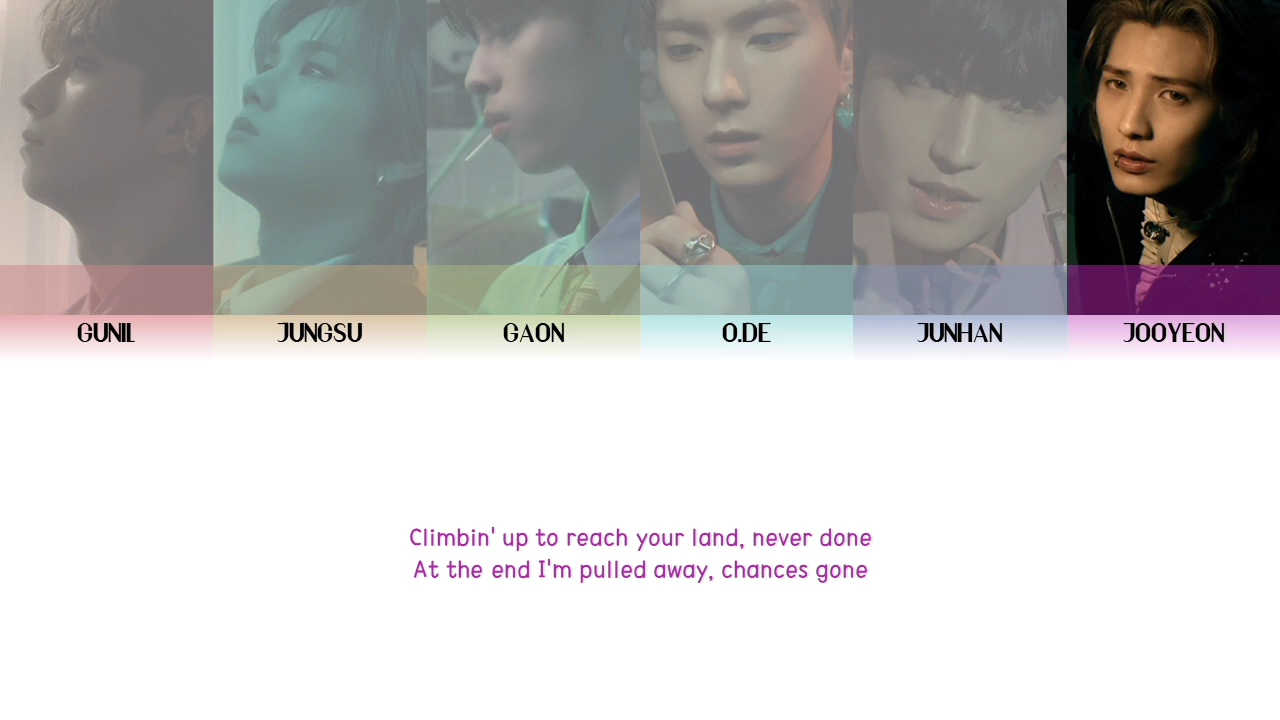 GUNIL JUNGSU GAON O.DE JUNHAN JOOYEON
Climbin' up to reach your land, never done
At the end I'm pulled away, chances gone